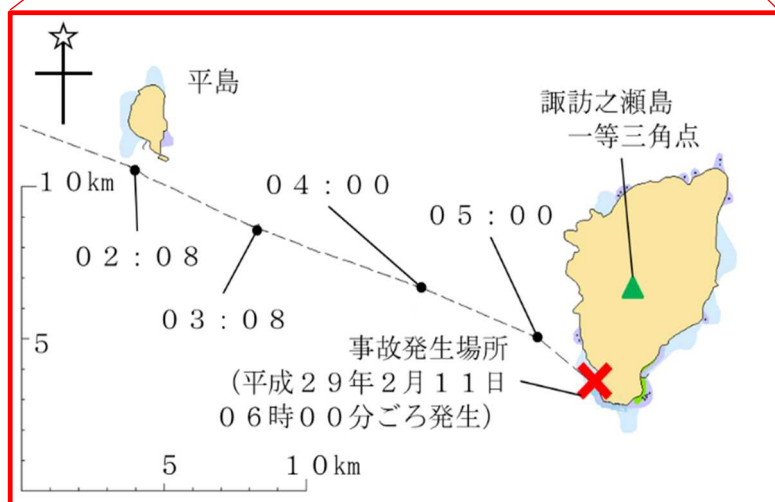 平島
諏訪之瀬島
一等三角点
10km
04:00
05:00
02:08
03:08
5
事故発生場所
(平成29年2月11日
06時00分ごろ発生)
5
10km